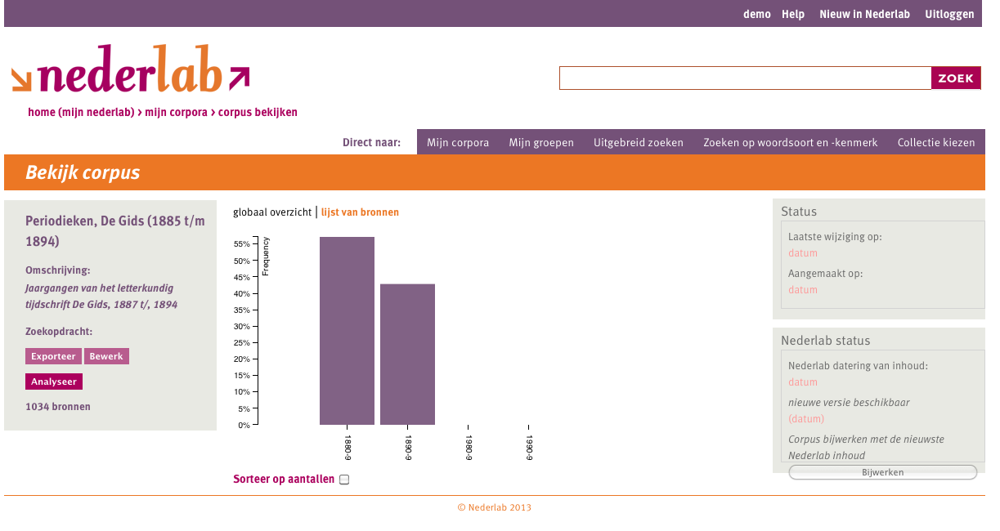 demo Help Nieuw in Nederlab Uitloggen
nederlab
ZOEK
home (mijn nederlab) > mijn corpora > corpus bekijken
Direct naar: Mijn corpora Mijn groepen Uitgebreid zoeken Zoeken op woordsoort en -kenmerk Collectie kiezen
Bekijk corpus
Periodieken, De Gids (1885 t/m
1894)
Omschrijving:
Jaargangen van het letterkundig
tijdschrift De Gids, 1887 t/, 1894
Zoekopdracht:
Exporteer Bewerk
Analyseer
1034 bronnen
globaal overzicht | lijst van bronnen
Frequency
55%
50%
45%
40%
35%
30%
25%
20%
15%
10%
5%
0%
1880-9 1890-9 1980-9 1990-9
Sorteer op aantallen
Status
Laatste wijziging op:
datum
Aangemaakt op:
datum
Nederlab status
Nederlab datering van inhoud:
datum
nieuwe versie beschikbaar
(datum)
Corpus bijwerken met de nieuwste
Nederlab inhoud
Bijwerken
© Nederlab 2013